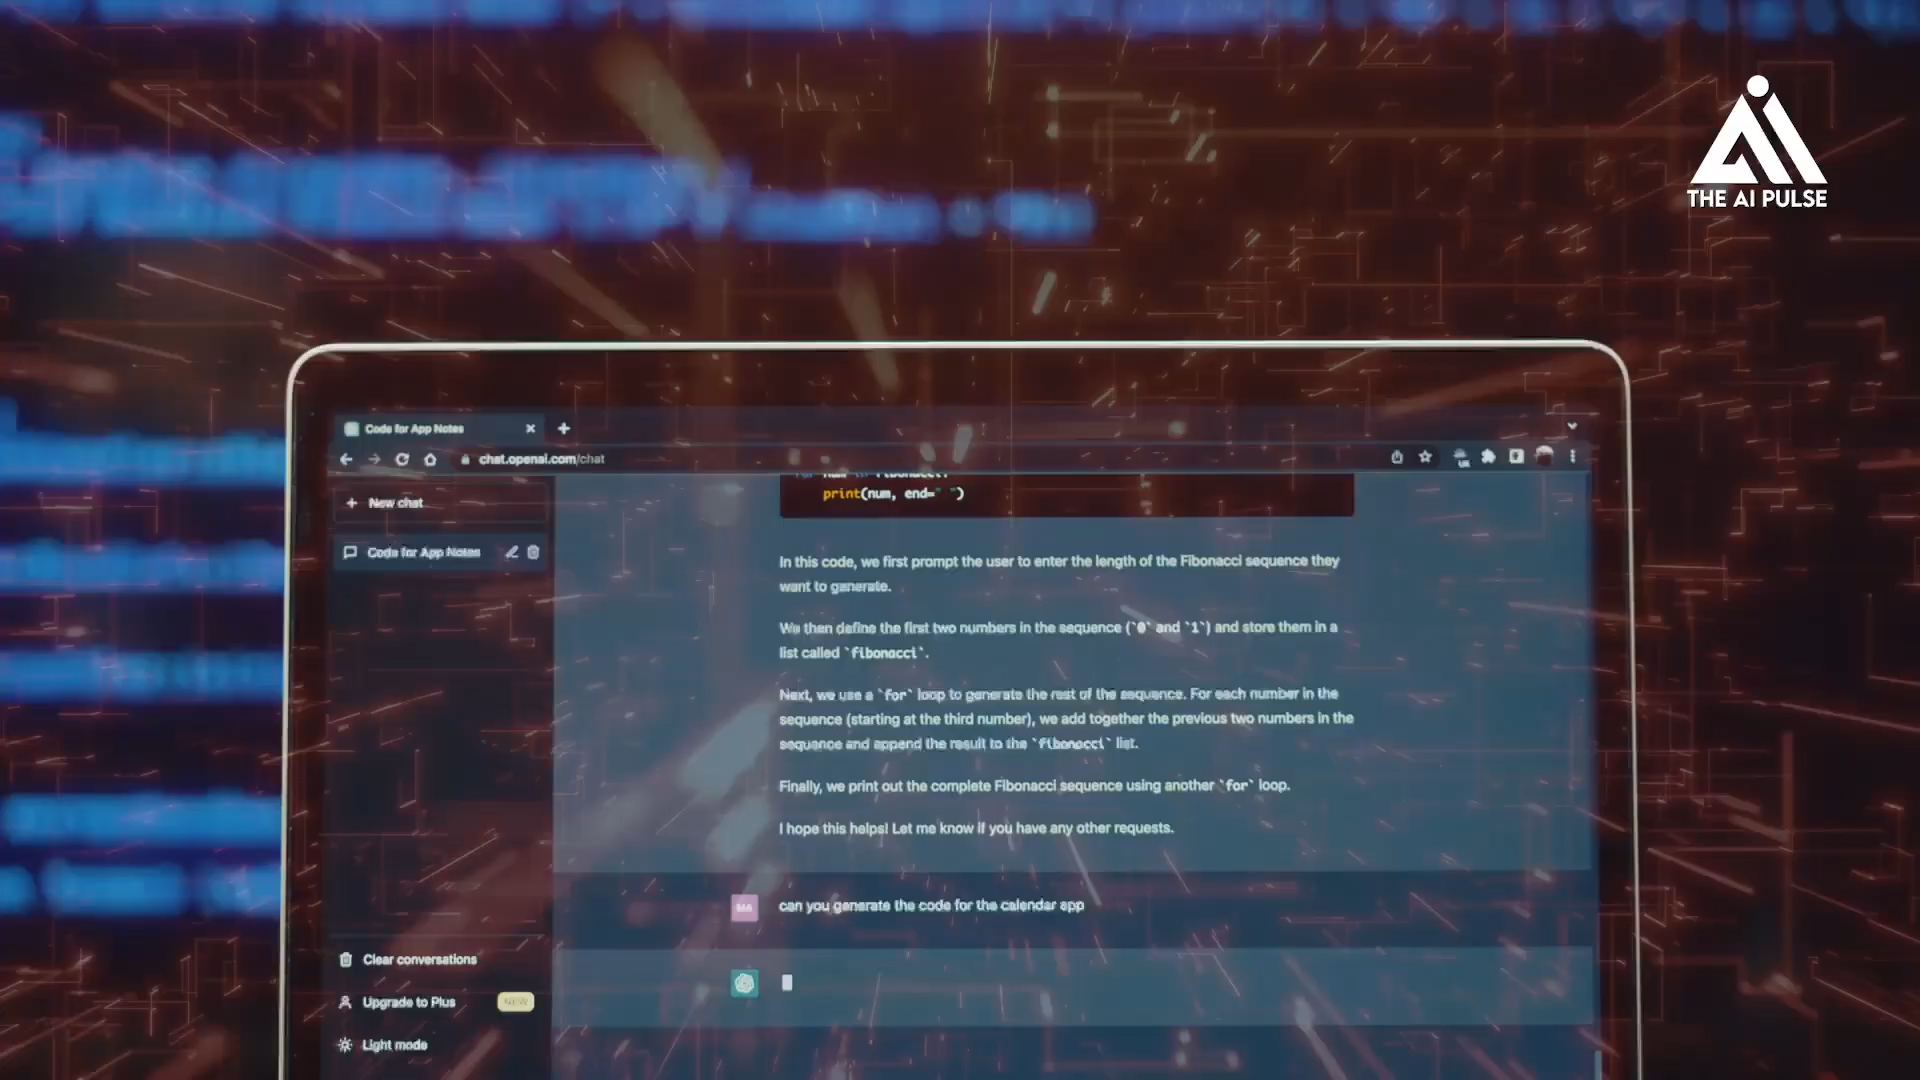 THE AI PULSE
Code for App Notes
chat.openai.com/chat
New chat
Code for App Notes
print(num, end=" ")
In this code, we first prompt the user to enter the length of the Fibonacci sequence they
want to generate.
We then define the first two numbers in the sequence (`0` and `1`) and store them in a
list called `fibonacci`.
Next, we use a `for` loop to generate the rest of the sequence. For each number in the
sequence (starting at the third number), we add together the previous two numbers in the
sequence and append the result to the `fibonacci` list.
Finally, we print out the complete Fibonacci sequence using another `for` loop.
I hope this helps! Let me know if you have any other requests.
MA
can you generate the code for the calendar app
Clear conversations
Upgrade to Plus NEW
Light mode